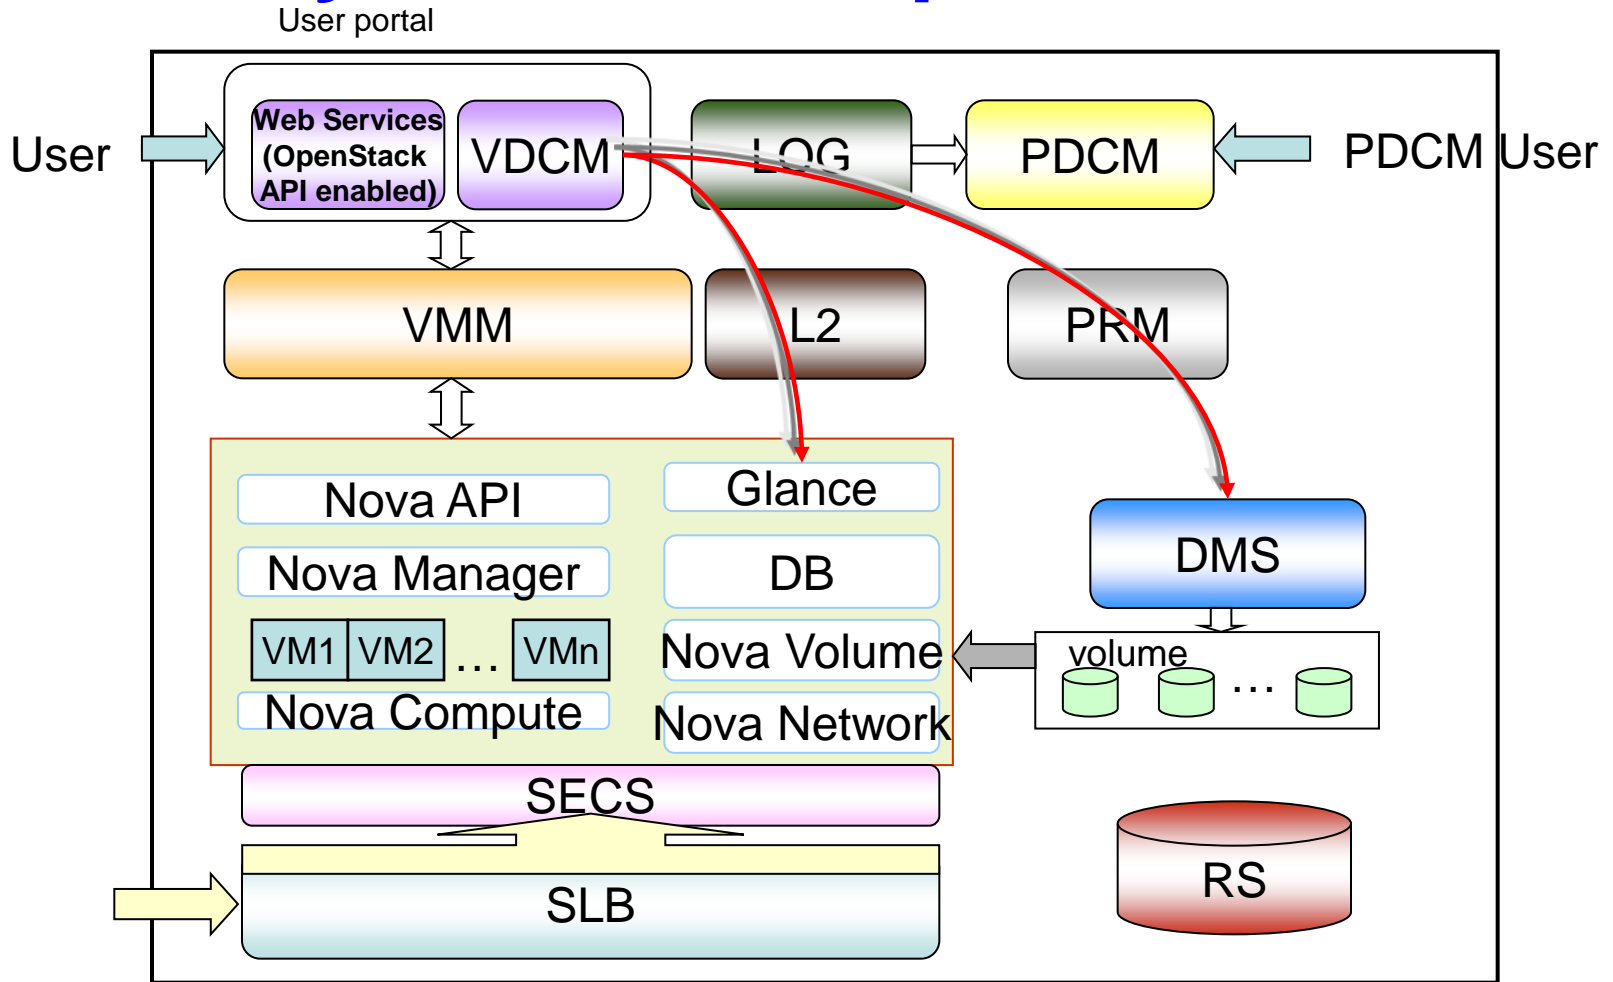 User portal
User
Web Services
(OpenStack
API enabled)
VDCM
LOG
PDCM
PDCM User
VMM
L2
PRM
Nova API
Glance
Nova Manager
DB
DMS
VM1
VM2
...
VMn
Nova Volume
volume
...
Nova Compute
Nova Network
SECS
SLB
RS